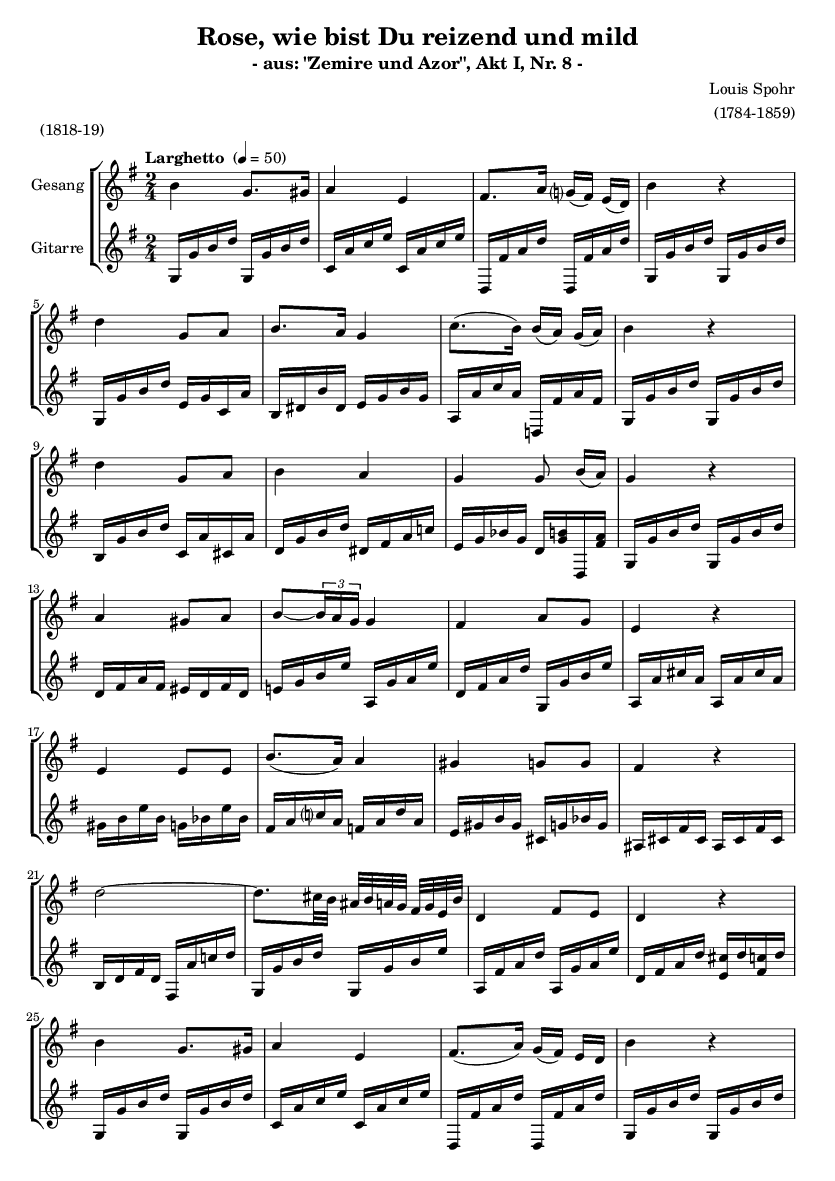 Rose, wie bist Du reizend und mild
- aus: "Zemire und Azor", Akt I, Nr. 8 -
Louis Spohr
(1784-1859)
(1818-19)
Larghetto (♩ = 50)
Gesang
Gitarre
5
9
13
3
17
21
25